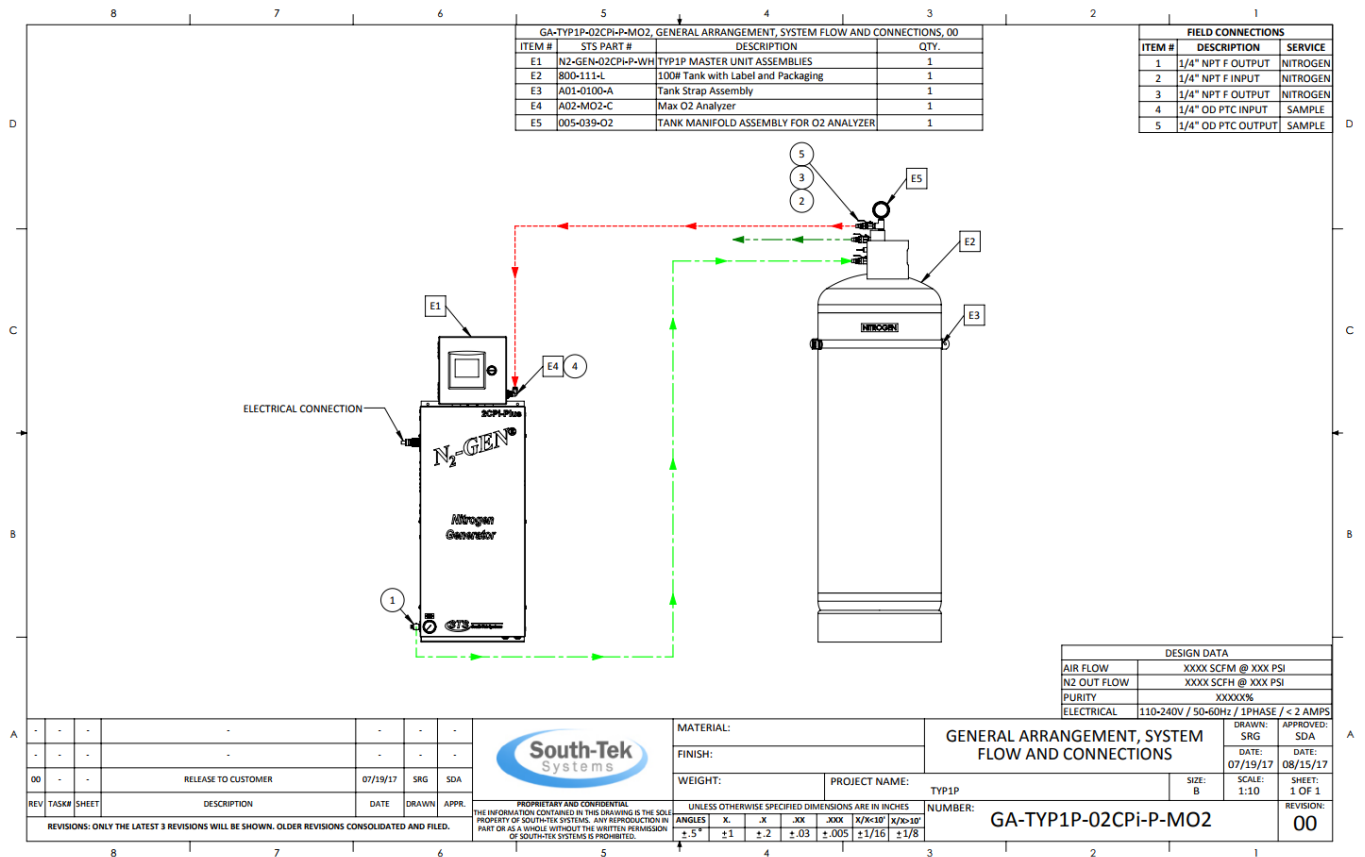 8 7 6 5 4 3 2 1
GA-TYP1P-02CPi-P-MO2, GENERAL ARRANGEMENT, SYSTEM FLOW AND CONNECTIONS, 00
ITEM # STS PART # DESCRIPTION QTY.
E1 N2-GEN-02CPi-P-WH TYP1P MASTER UNIT ASSEMBLIES 1
E2 800-111-L 100# Tank with Label and Packaging 1
E3 A01-0100-A Tank Strap Assembly 1
E4 A02-MO2-C Max O2 Analyzer 1
E5 005-039-O2 TANK MANIFOLD ASSEMBLY FOR O2 ANALYZER 1
FIELD CONNECTIONS
ITEM # DESCRIPTION SERVICE
1 1/4" NPT F OUTPUT NITROGEN
2 1/4" NPT F INPUT NITROGEN
3 1/4" NPT F OUTPUT NITROGEN
4 1/4" OD PTC INPUT SAMPLE
5 1/4" OD PTC OUTPUT SAMPLE
D D
5
3
2
E5
E2
E1
E3
NITROGEN
C C
E4 4
ELECTRICAL CONNECTION
2CPi-Plus
N2-GEN®
Nitrogen
Generator
B B
1
STS
DESIGN DATA
AIR FLOW XXXX SCFM @ XXX PSI
N2 OUT FLOW XXXX SCFH @ XXX PSI
PURITY XXXXX%
ELECTRICAL 110-240V / 50-60Hz / 1PHASE / < 2 AMPS
A A
- - - - - - -
- - - - - - -
00 - - RELEASE TO CUSTOMER 07/19/17 SRG SDA
REV TASK# SHEET DESCRIPTION DATE DRAWN APPR.
REVISIONS: ONLY THE LATEST 3 REVISIONS WILL BE SHOWN. OLDER REVISIONS CONSOLIDATED AND FILED.
South-Tek
Systems
PROPRIETARY AND CONFIDENTIAL
THE INFORMATION CONTAINED IN THIS DRAWING IS THE SOLE
PROPERTY OF SOUTH-TEK SYSTEMS. ANY REPRODUCTION IN
PART OR AS A WHOLE WITHOUT THE WRITTEN PERMISSION
OF SOUTH-TEK SYSTEMS IS PROHIBITED.
MATERIAL:
FINISH:
WEIGHT: PROJECT NAME: TYP1P
UNLESS OTHERWISE SPECIFIED DIMENSIONS ARE IN INCHES
ANGLES X. .X .XX .XXX X/X<10' X/X>10'
±.5° ±1 ±.2 ±.03 ±.005 ±1/16 ±1/8
GENERAL ARRANGEMENT, SYSTEM
FLOW AND CONNECTIONS
DRAWN: SRG APPROVED: SDA
DATE: 07/19/17 DATE: 08/15/17
SIZE: B SCALE: 1:10 SHEET: 1 OF 1
NUMBER: GA-TYP1P-02CPi-P-MO2
REVISION: 00
8 7 6 5 4 3 2 1